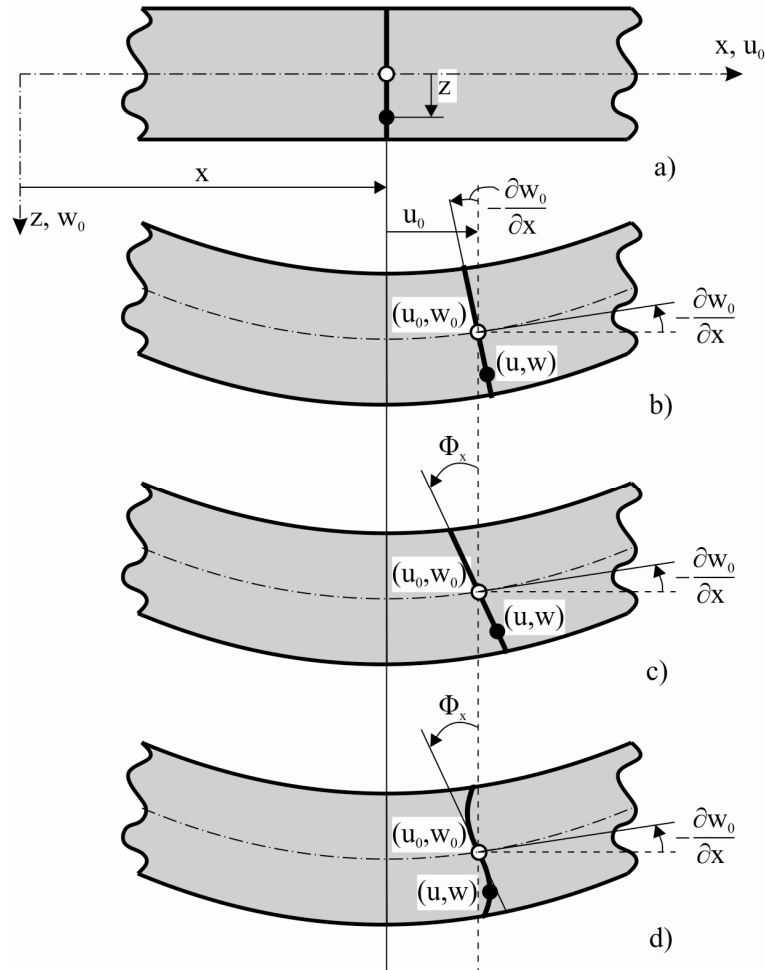 x, u₀
z
a)
x
z, w₀
u₀
−∂w₀/∂x
(u₀,w₀)
−∂w₀/∂x
(u,w)
b)
Φₓ
(u₀,w₀)
−∂w₀/∂x
(u,w)
c)
Φₓ
(u₀,w₀)
−∂w₀/∂x
(u,w)
d)